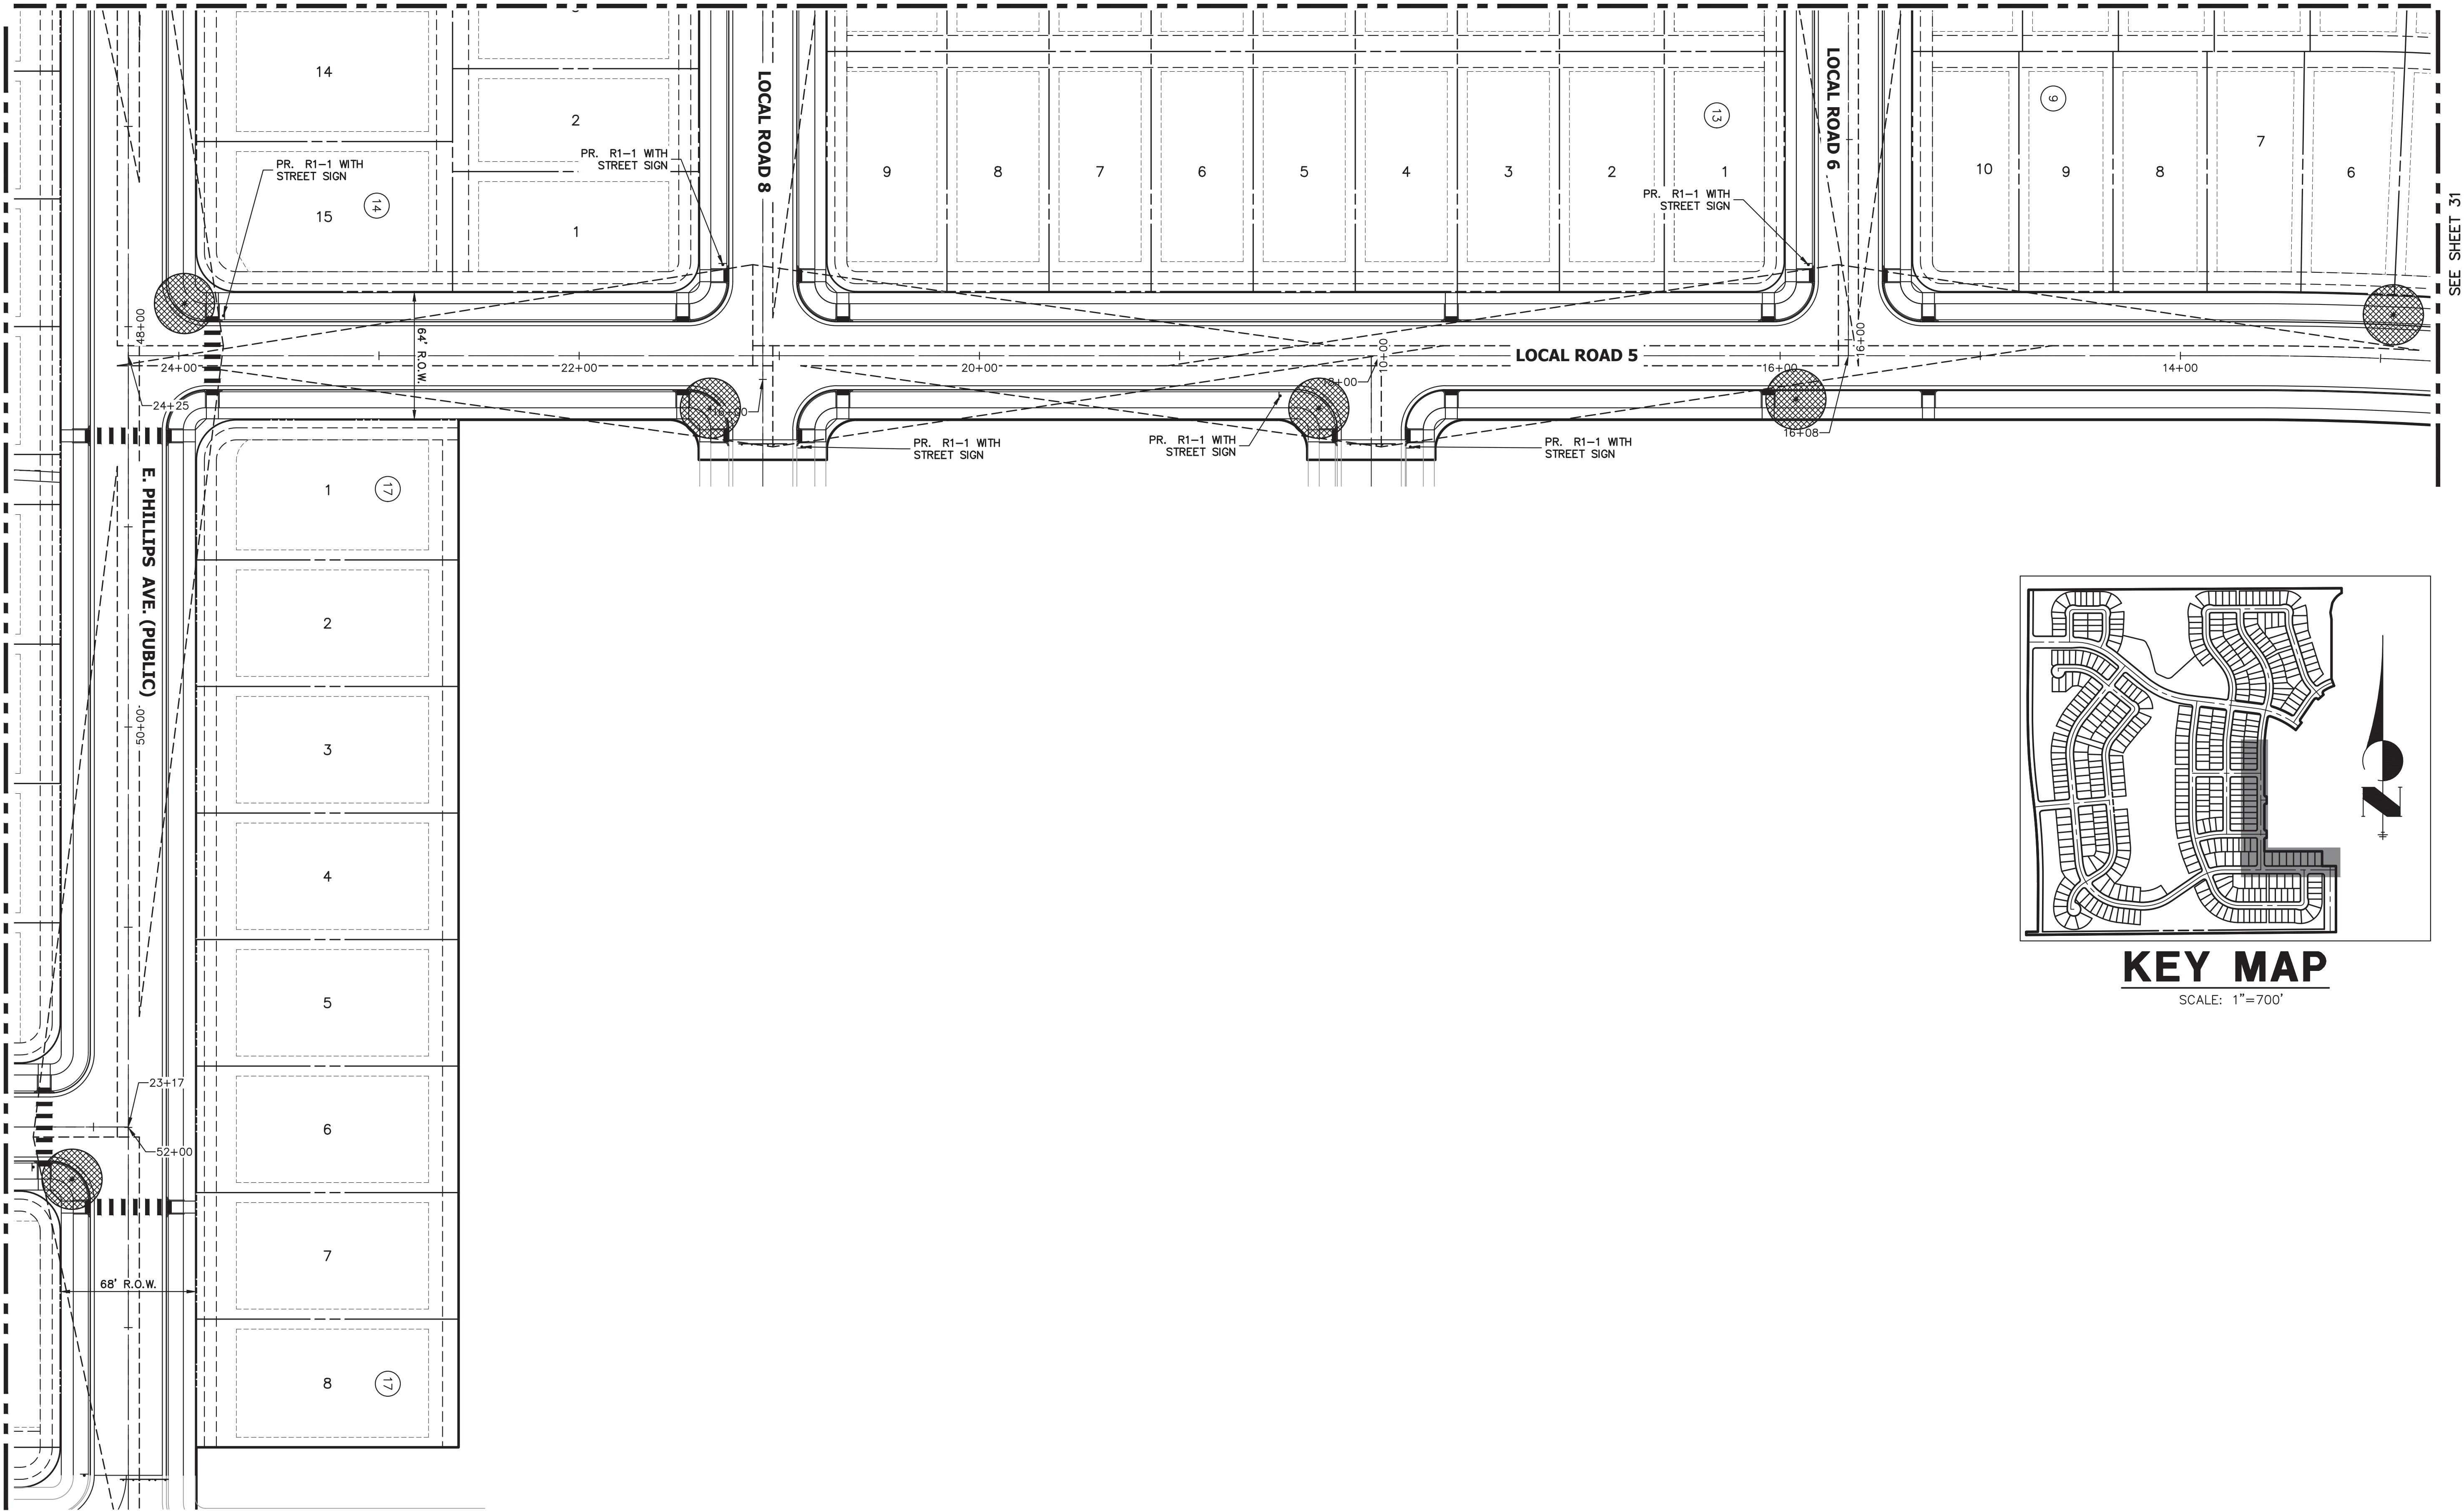 14
15
14
PR. R1-1 WITH
STREET SIGN
2
1
PR. R1-1 WITH
STREET SIGN
LOCAL ROAD 8
9
8
7
6
5
4
3
2
1
13
PR. R1-1 WITH
STREET SIGN
LOCAL ROAD 6
9
10
9
8
7
6
SEE SHEET 31
48+00
24+00
24+25
64' R.O.W.
22+00
20+00
10+00
18+00
LOCAL ROAD 5
16+00
16+00
14+00
16+00
16+08
PR. R1-1 WITH
STREET SIGN
PR. R1-1 WITH
STREET SIGN
PR. R1-1 WITH
STREET SIGN
E. PHILLIPS AVE. (PUBLIC)
50+00
1
17
2
3
4
5
6
7
8
17
23+17
52+00
68' R.O.W.
N
KEY MAP
SCALE: 1"=700'